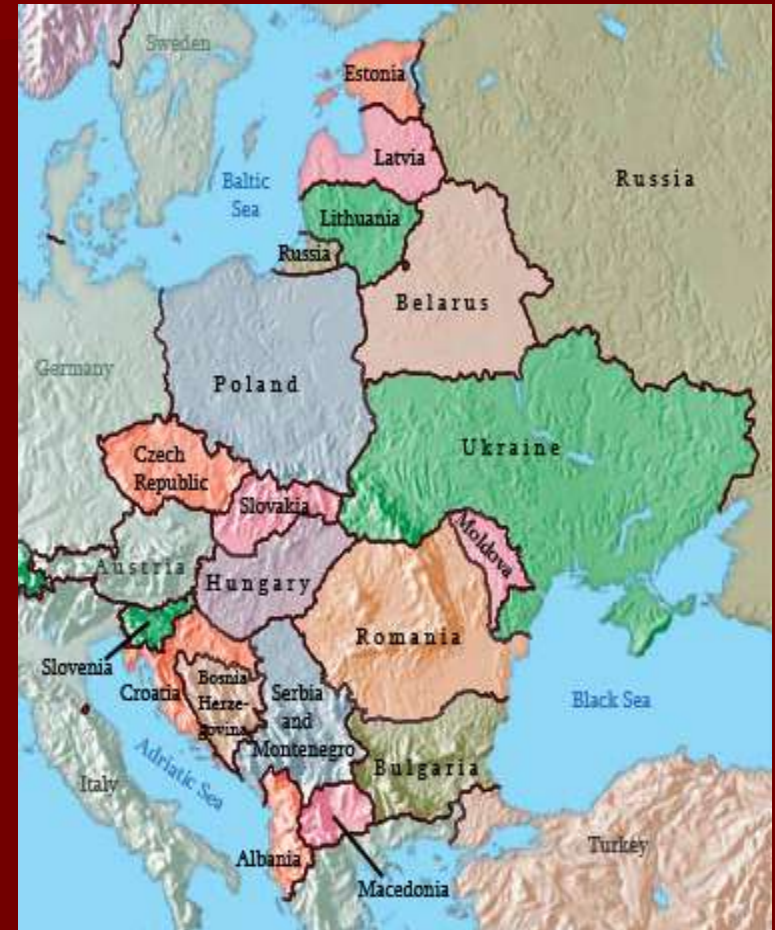 Sweden
Estonia
Latvia
Russia
Baltic
Sea
Lithuania
Russia
Belarus
Germany
Poland
Ukraine
Czech
Republic
Slovakia
Moldova
Austria
Hungary
Romania
Slovenia
Croatia
Bosnia
Herze-
govina
Serbia
and
Montenegro
Black Sea
Adriatic Sea
Italy
Bulgaria
Turkey
Albania
Macedonia